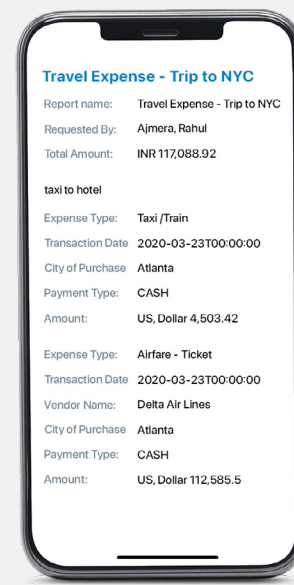 Travel Expense - Trip to NYC
Report name: Travel Expense - Trip to NYC
Requested By: Ajmera, Rahul
Total Amount: INR 117,088.92
taxi to hotel
Expense Type: Taxi /Train
Transaction Date 2020-03-23T00:00:00
City of Purchase Atlanta
Payment Type: CASH
Amount: US, Dollar 4,503.42
Expense Type: Airfare - Ticket
Transaction Date 2020-03-23T00:00:00
Vendor Name: Delta Air Lines
City of Purchase Atlanta
Payment Type: CASH
Amount: US, Dollar 112,585.5